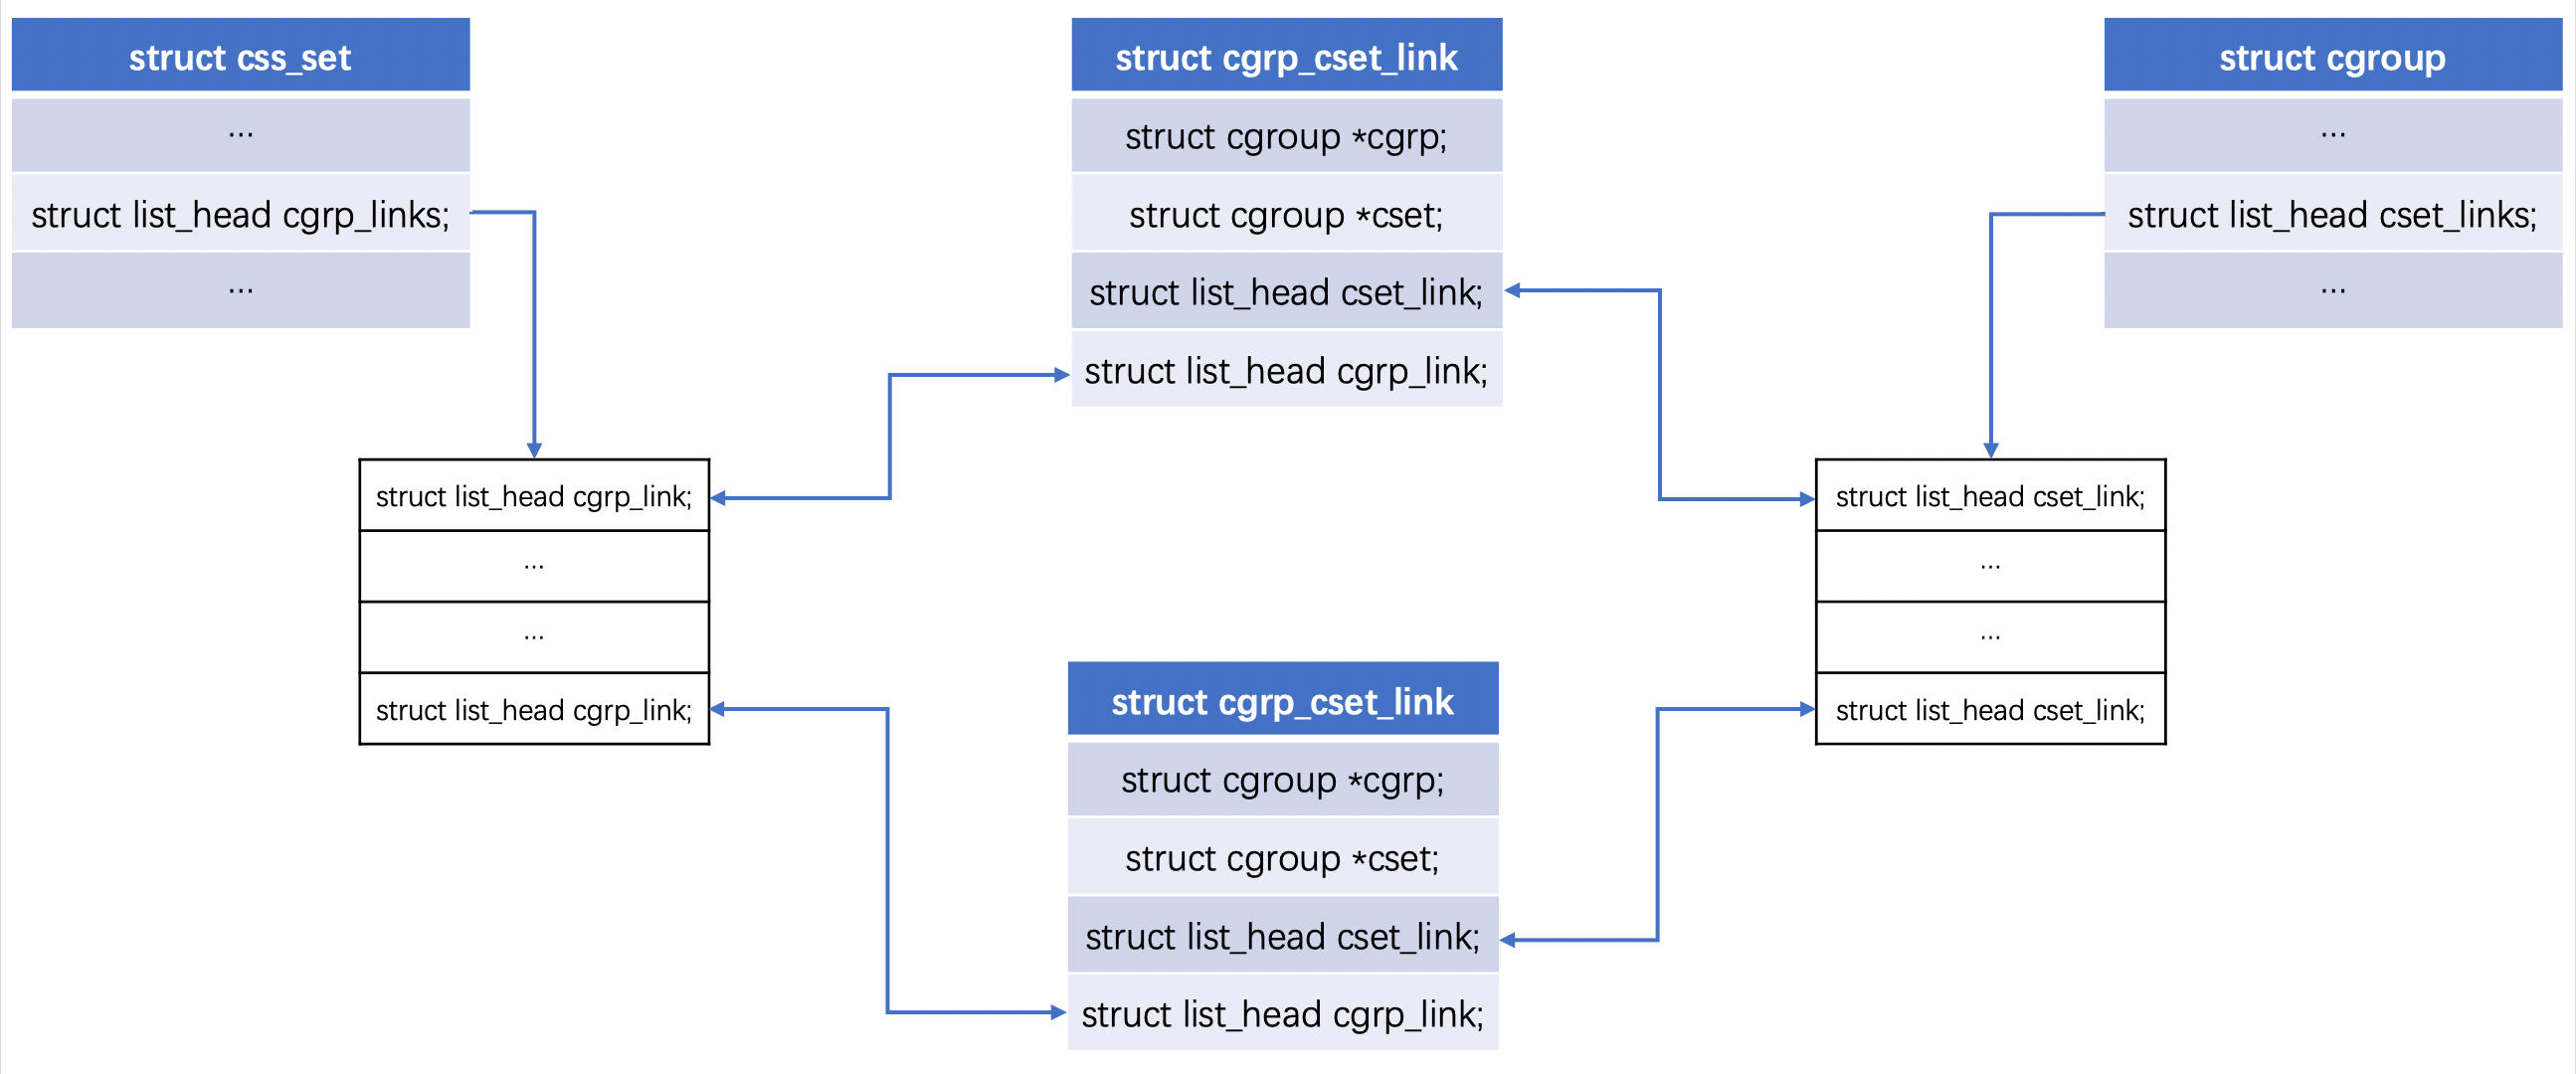 struct css_set
...
struct list_head cgrp_links;
...
struct cgrp_cset_link
struct cgroup *cgrp;
struct cgroup *cset;
struct list_head cset_link;
struct list_head cgrp_link;
struct cgroup
...
struct list_head cset_links;
...
struct list_head cgrp_link;
...
...
struct list_head cgrp_link;
struct list_head cset_link;
...
...
struct list_head cset_link;
struct cgrp_cset_link
struct cgroup *cgrp;
struct cgroup *cset;
struct list_head cset_link;
struct list_head cgrp_link;